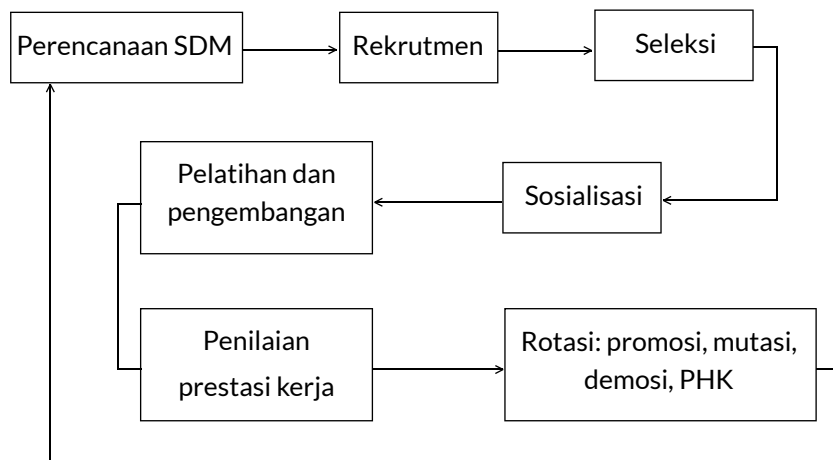 Perencanaan SDM
Rekrutmen
Seleksi
Sosialisasi
Pelatihan dan
pengembangan
Penilaian
prestasi kerja
Rotasi: promosi, mutasi,
demosi, PHK